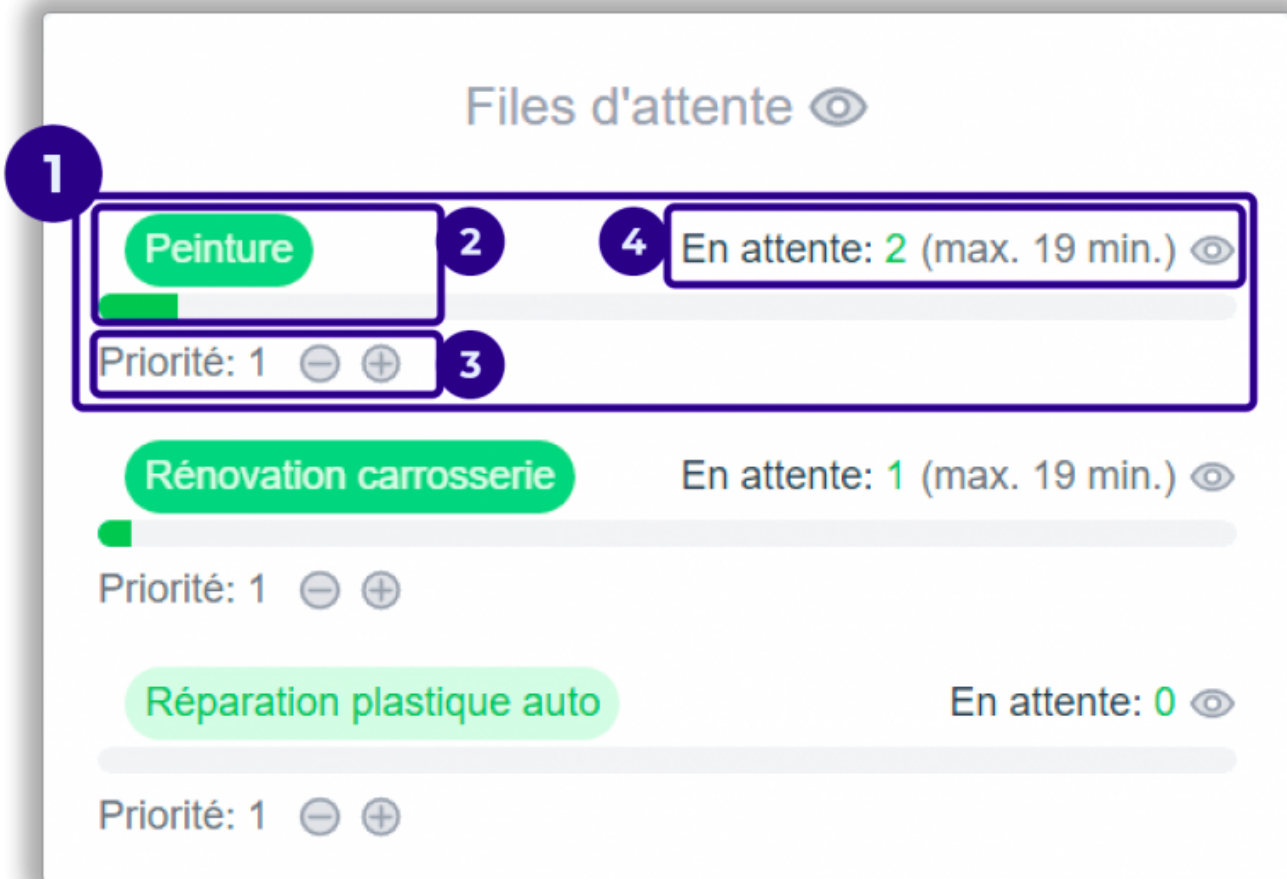 Files d'attente
1
Peinture 2 4 En attente: 2 (max. 19 min.)
Priorité: 1 3
Rénovation carrosserie En attente: 1 (max. 19 min.)
Priorité: 1
Réparation plastique auto En attente: 0
Priorité: 1